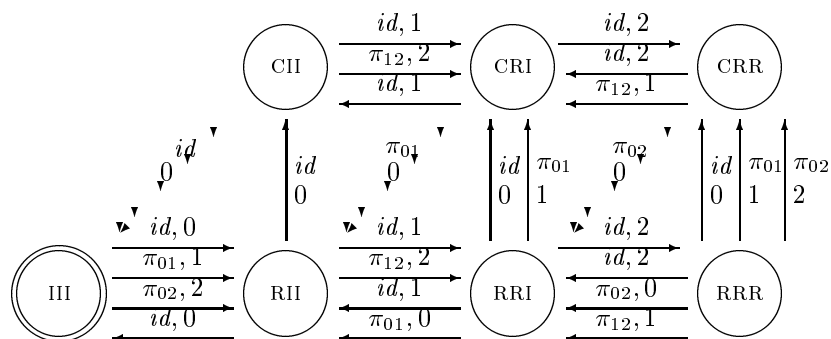 id, 1
id, 2
π12, 2
id, 2
CII
CRI
CRR
id, 1
π12, 1
id
0
id
0
π01
0
id
0
π01
1
π02
0
id
0
π01
1
π02
2
id, 0
id, 1
id, 2
π01, 1
π12, 2
id, 2
III
RII
RRI
RRR
π02, 2
id, 1
π02, 0
id, 0
π01, 0
π12, 1